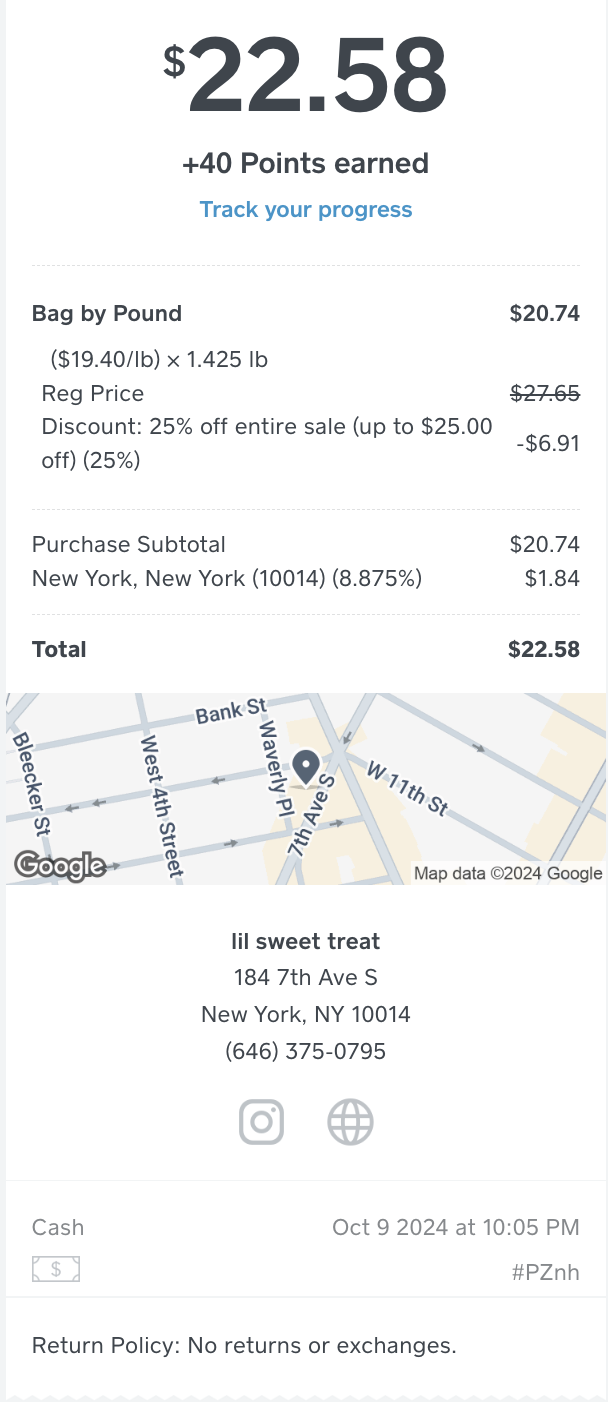 $22.58
+40 Points earned
Track your progress
Bag by Pound $20.74
($19.40/lb) × 1.425 lb
Reg Price $27.65
Discount: 25% off entire sale (up to $25.00
off) (25%) -$6.91
Purchase Subtotal $20.74
New York, New York (10014) (8.875%) $1.84
Total $22.58
Bank St
Bleecker St
West 4th Street
Waverly Pl
7th Ave S
W 11th St
Google
Map data ©2024 Google
lil sweet treat
184 7th Ave S
New York, NY 10014
(646) 375-0795
Cash Oct 9 2024 at 10:05 PM
$ #PZnh
Return Policy: No returns or exchanges.